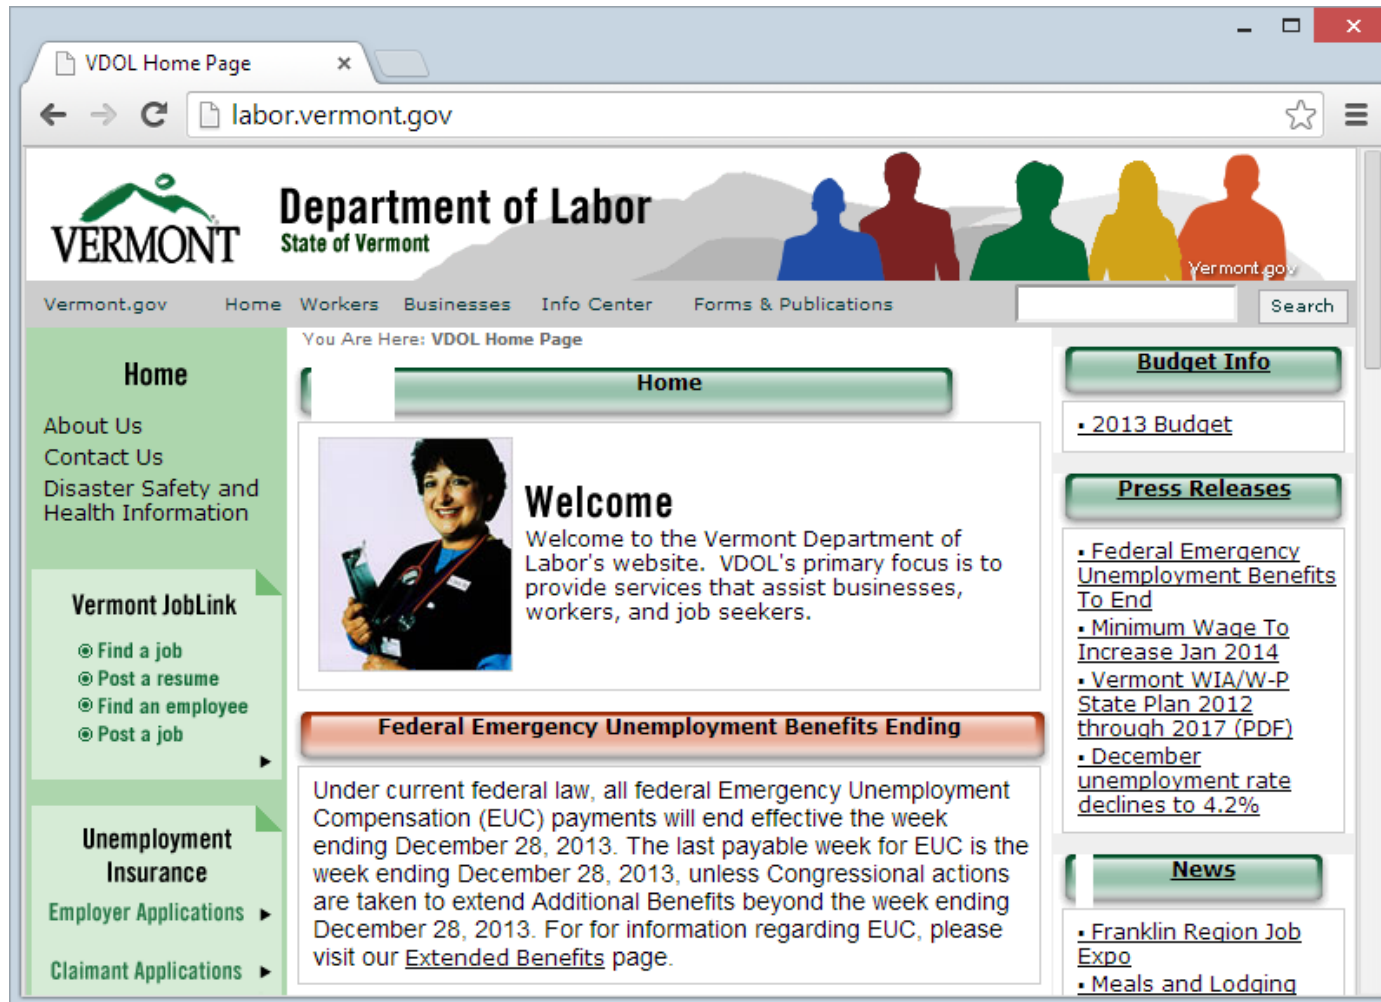 VDOL Home Page
labor.vermont.gov
VERMONT
Department of Labor
State of Vermont
Vermont.gov
Vermont.gov Home Workers Businesses Info Center Forms & Publications Search
Home
About Us
Contact Us
Disaster Safety and
Health Information
Vermont JobLink
Find a job
Post a resume
Find an employee
Post a job
Unemployment
Insurance
Employer Applications
Claimant Applications
You Are Here: VDOL Home Page
Home
Welcome
Welcome to the Vermont Department of
Labor's website. VDOL's primary focus is to
provide services that assist businesses,
workers, and job seekers.
Federal Emergency Unemployment Benefits Ending
Under current federal law, all federal Emergency Unemployment
Compensation (EUC) payments will end effective the week
ending December 28, 2013. The last payable week for EUC is the
week ending December 28, 2013, unless Congressional actions
are taken to extend Additional Benefits beyond the week ending
December 28, 2013. For for information regarding EUC, please
visit our Extended Benefits page.
Budget Info
▪ 2013 Budget
Press Releases
▪ Federal Emergency
Unemployment Benefits
To End
▪ Minimum Wage To
Increase Jan 2014
▪ Vermont WIA/W-P
State Plan 2012
through 2017 (PDF)
▪ December
unemployment rate
declines to 4.2%
News
▪ Franklin Region Job
Expo
▪ Meals and Lodging